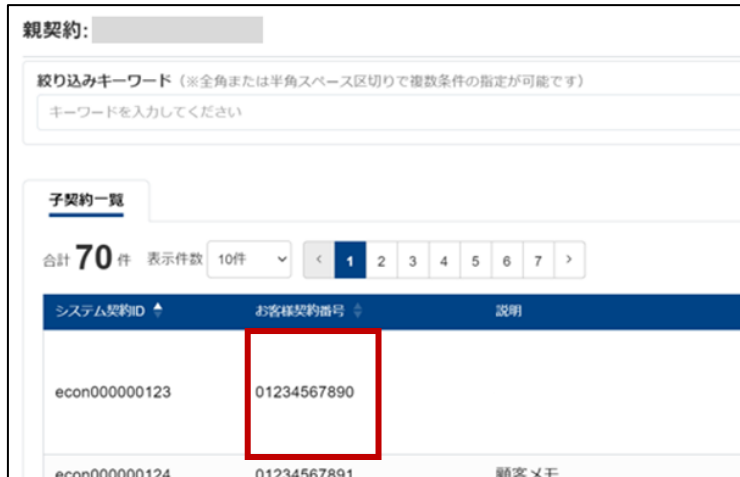 親契約:
絞り込みキーワード（※全角または半角スペース区切りで複数条件の指定が可能です）
キーワードを入力してください
子契約一覧
合計 70 件 表示件数 10件 < 1 2 3 4 5 6 7 >
システム契約ID お客様契約番号 説明
econ000000123 01234567890
econ000000124 01234567891 顧客メモ